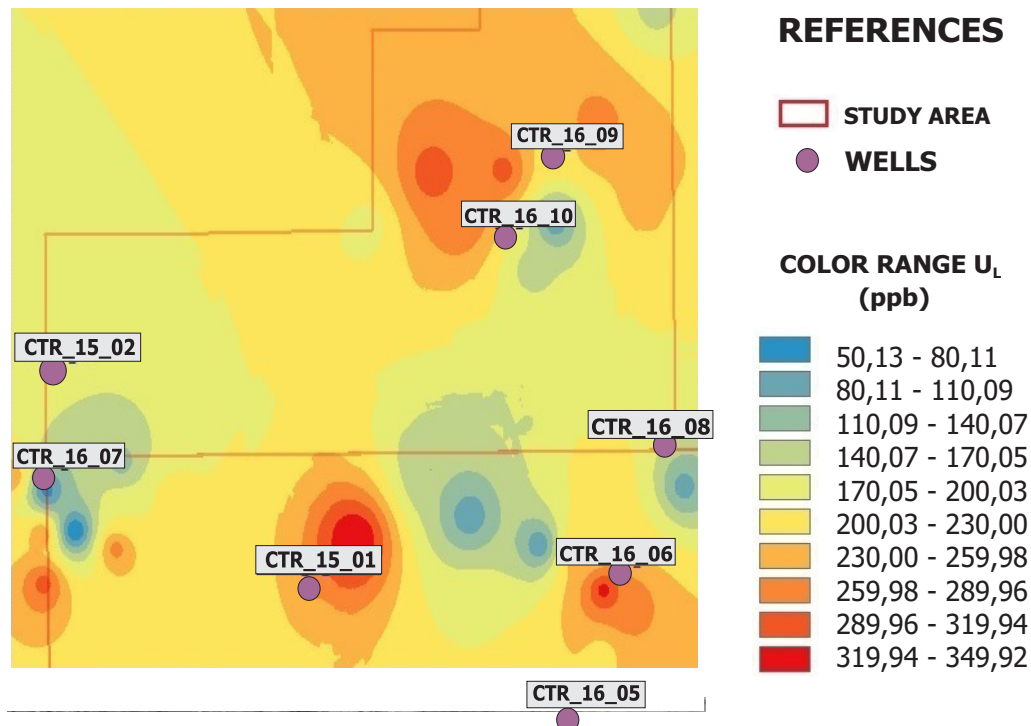 CTR_16_09
CTR_16_10
CTR_15_02
CTR_16_08
CTR_16_07
CTR_15_01
CTR_16_06
CTR_16_05
REFERENCES
STUDY AREA
WELLS
COLOR RANGE U_L
(ppb)
50,13 - 80,11
80,11 - 110,09
110,09 - 140,07
140,07 - 170,05
170,05 - 200,03
200,03 - 230,00
230,00 - 259,98
259,98 - 289,96
289,96 - 319,94
319,94 - 349,92